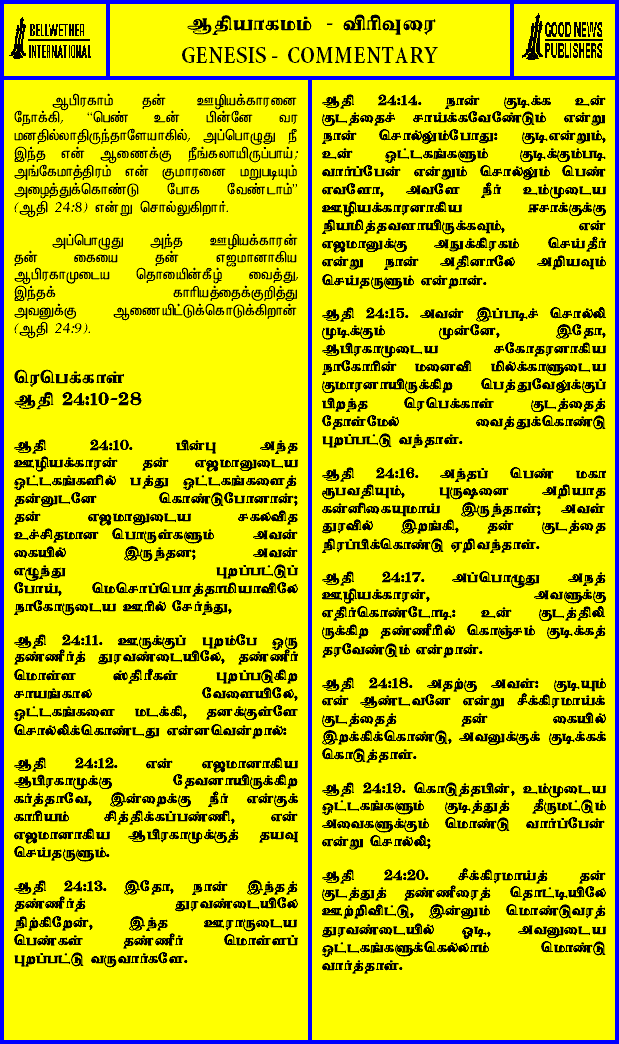 BELLWETHER
INTERNATIONAL
ஆதியாகமம் - விரிவுரை
GENESIS - COMMENTARY
GOOD NEWS
PUBLISHERS
ஆபிரகாம் தன் ஊழியக்காரனை
நோக்கி, “பெண் உன் பின்னே வர
மனதில்லாதிருந்தாளேயாகில், அப்பொழுது நீ
இந்த என் ஆணைக்கு நீங்கலாயிருப்பாய்;
அங்கேமாத்திரம் என் குமாரனை மறுபடியும்
அழைத்துக்கொண்டு போக வேண்டாம்”
(ஆதி 24:8) என்று சொல்லுகிறார்.
அப்பொழுது அந்த ஊழியக்காரன்
தன் கையை தன் எஜமானாகிய
ஆபிரகாமுடைய தொடையின்கீழ் வைத்து,
இந்தக் காரியத்தைக்குறித்து
அவனுக்கு ஆணையிட்டுக்கொடுக்கிறான்
(ஆதி 24:9).
ரெபெக்காள்
ஆதி 24:10-28
ஆதி 24:10. பின்பு அந்த
ஊழியக்காரன் தன் எஜமானுடைய
ஒட்டகங்களில் பத்து ஒட்டகங்களைத்
தன்னுடனே கொண்டுபோனான்;
தன் எஜமானுடைய சகலவித
உச்சிதமான பொருள்களும் அவன்
கையில் இருந்தன; அவன்
எழுந்து புறப்பட்டுப்
போய், மெசொப்பொத்தாமியாவிலே
நாகோருடைய ஊரில் சேர்ந்து,
ஆதி 24:11. ஊருக்குப் புறம்பே ஒரு
தண்ணீர்த் துரவண்டையிலே, தண்ணீர்
மொள்ள ஸ்திரீகள் புறப்படுகிற
சாயங்கால வேளையிலே,
ஒட்டகங்களை மடக்கி, தனக்குள்ளே
சொல்லிக்கொண்டது என்னவென்றால்:
ஆதி 24:12. என் எஜமானாகிய
ஆபிரகாமுக்கு தேவனாயிருக்கிற
கர்த்தாவே, இன்றைக்கு நீர் என்குக்
காரியம் சித்திக்கப்பண்ணி, என்
எஜமானாகிய ஆபிரகாமுக்குத் தயவு
செய்தருளும்.
ஆதி 24:13. இதோ, நான் இந்தத்
தண்ணீர்த் துரவண்டையிலே
நிற்கிறேன், இந்த ஊராருடைய
பெண்கள் தண்ணீர் மொள்ளப்
புறப்பட்டு வருவார்களே.
ஆதி 24:14. நான் குடிக்க உன்
குடத்தைச் சாய்க்கவேண்டும் என்று
நான் சொல்லும்போது: குடிஎன்றும்,
உன் ஒட்டகங்களும் குடிக்கும்படி
வார்ப்பேன் என்றும் சொல்லும் பெண்
எவளோ, அவளே நீர் உம்முடைய
ஊழியக்காரனாகிய ஈசாக்குக்கு
நியமித்தவளாயிருக்கவும், என்
எஜமானுக்கு அநுக்கிரகம் செய்தீர்
என்று நான் அதினாலே அறியவும்
செய்தருளும் என்றான்.
ஆதி 24:15. அவன் இப்படிச் சொல்லி
முடிக்கும் முன்னே, இதோ,
ஆபிரகாமுடைய சகோதரனாகிய
நாகோரின் மனைவி மில்க்காளுடைய
குமாரனாயிருக்கிற பெத்துவேலுக்குப்
பிறந்த ரெபெக்காள் குடத்தைத்
தோள்மேல் வைத்துக்கொண்டு
புறப்பட்டு வந்தாள்.
ஆதி 24:16. அந்தப் பெண் மகா
ரூபவதியும், புருஷனை அறியாத
கன்னிகையுமாய் இருந்தாள்; அவள்
துரவில் இறங்கி, தன் குடத்தை
நிரப்பிக்கொண்டு ஏறிவந்தாள்.
ஆதி 24:17. அப்பொழுது அநத்
ஊழியக்காரன், அவளுக்கு
எதிர்கொண்டோடி,: உன் குடத்திலி
ருக்கிற தண்ணீரில் கொஞ்சம் குடிக்கத்
தரவேண்டும் என்றான்.
ஆதி 24:18. அதற்கு அவள்: குடியும்
என் ஆண்டவனே என்று சீக்கிரமாய்க்
குடத்தைத் தன் கையில்
இறக்கிக்கொண்டு, அவனுக்குக் குடிக்கக்
கொடுத்தாள்.
ஆதி 24:19. கொடுத்தபின், உம்முடைய
ஒட்டகங்களும் குடித்துத் தீருமட்டும்
அவைகளுக்கும் மொண்டு வார்ப்பேன்
என்று சொல்லி;
ஆதி 24:20. சீக்கிரமாய்த் தன்
குடத்துத் தண்ணீரைத் தொட்டியிலே
ஊற்றிவிட்டு, இன்னும் மொண்டுவரத்
துரவண்டையில் ஓடி, அவனுடைய
ஒட்டகங்களுக்கெல்லாம் மொண்டு
வார்த்தாள்.